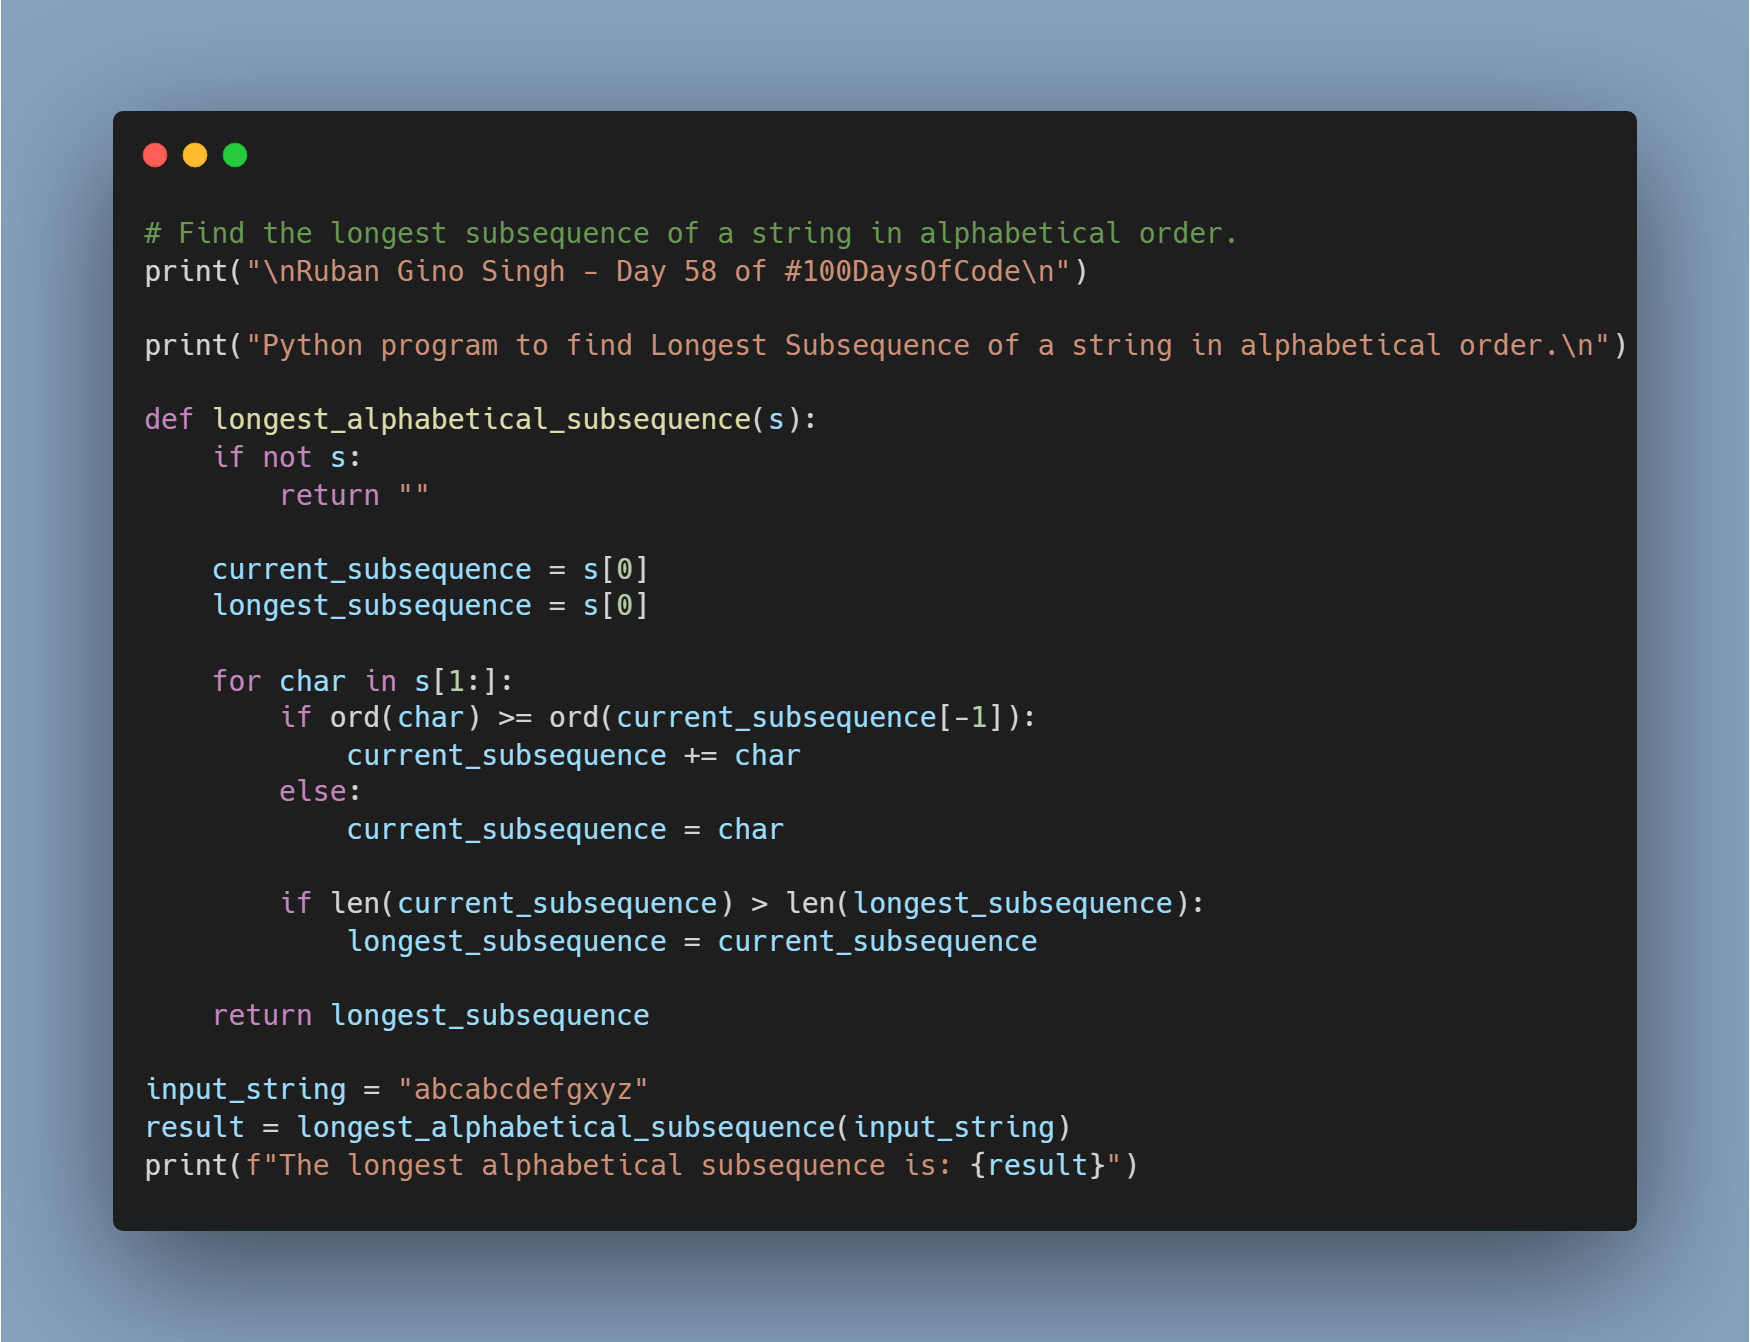 # Find the longest subsequence of a string in alphabetical order.
print("\nRuban Gino Singh - Day 58 of #100DaysOfCode\n")

print("Python program to find Longest Subsequence of a string in alphabetical order.\n")

def longest_alphabetical_subsequence(s):
    if not s:
        return ""

    current_subsequence = s[0]
    longest_subsequence = s[0]

    for char in s[1:]:
        if ord(char) >= ord(current_subsequence[-1]):
            current_subsequence += char
        else:
            current_subsequence = char

        if len(current_subsequence) > len(longest_subsequence):
            longest_subsequence = current_subsequence

    return longest_subsequence

input_string = "abcabcdefgxyz"
result = longest_alphabetical_subsequence(input_string)
print(f"The longest alphabetical subsequence is: {result}")